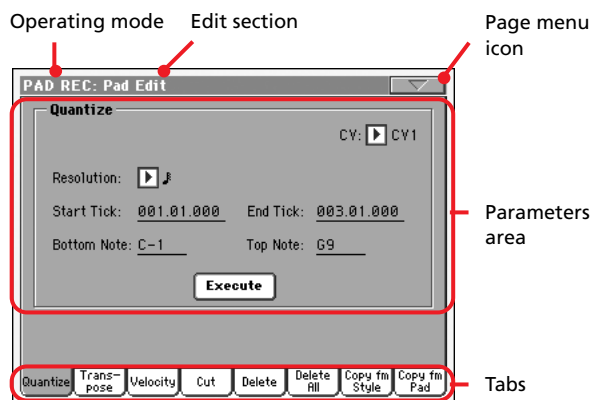 Operating mode Edit section Page menu icon
PAD REC: Pad Edit
Quantize
CV: CV1
Resolution:
Start Tick: 001.01.000 End Tick: 003.01.000
Parameters area
Bottom Note: C-1 Top Note: G9
Execute
Quantize Trans-pose Velocity Cut Delete Delete All Copy fm Style Copy fm Pad
Tabs